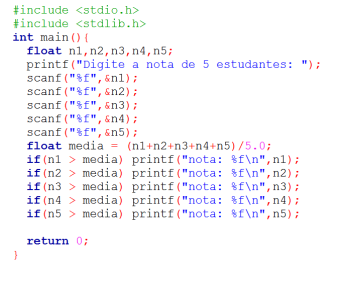 #include <stdio.h>
#include <stdlib.h>
int main(){
  float n1,n2,n3,n4,n5;
  printf("Digite a nota de 5 estudantes: ");
  scanf("%f",&n1);
  scanf("%f",&n2);
  scanf("%f",&n3);
  scanf("%f",&n4);
  scanf("%f",&n5);
  float media = (n1+n2+n3+n4+n5)/5.0;
  if(n1 > media) printf("nota: %f\n",n1);
  if(n2 > media) printf("nota: %f\n",n2);
  if(n3 > media) printf("nota: %f\n",n3);
  if(n4 > media) printf("nota: %f\n",n4);
  if(n5 > media) printf("nota: %f\n",n5);

  return 0;
}